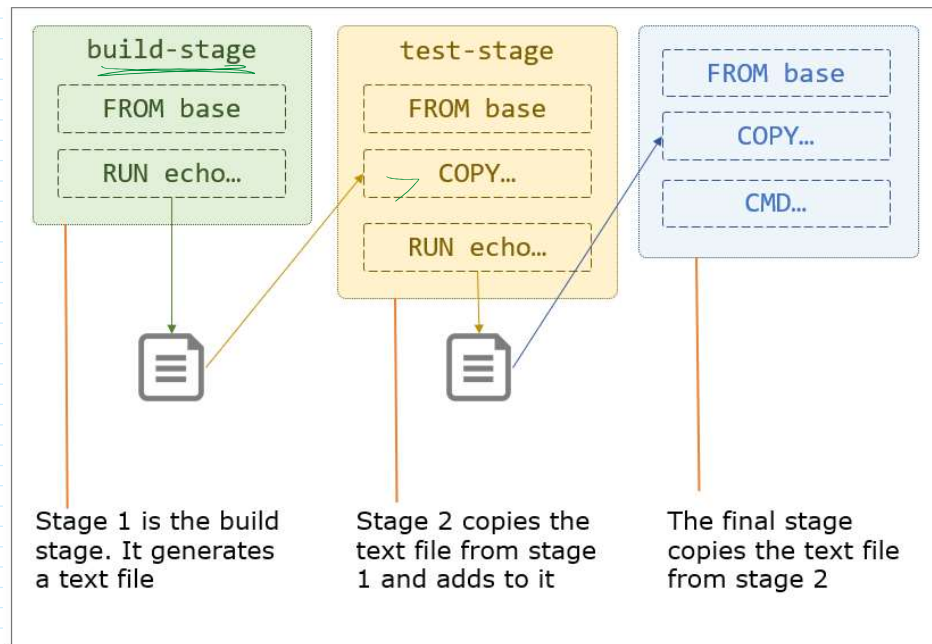 build-stage
FROM base
RUN echo…
test-stage
FROM base
COPY…
RUN echo…
FROM base
COPY…
CMD…
Stage 1 is the build
stage. It generates
a text file
Stage 2 copies the
text file from stage
1 and adds to it
The final stage
copies the text file
from stage 2